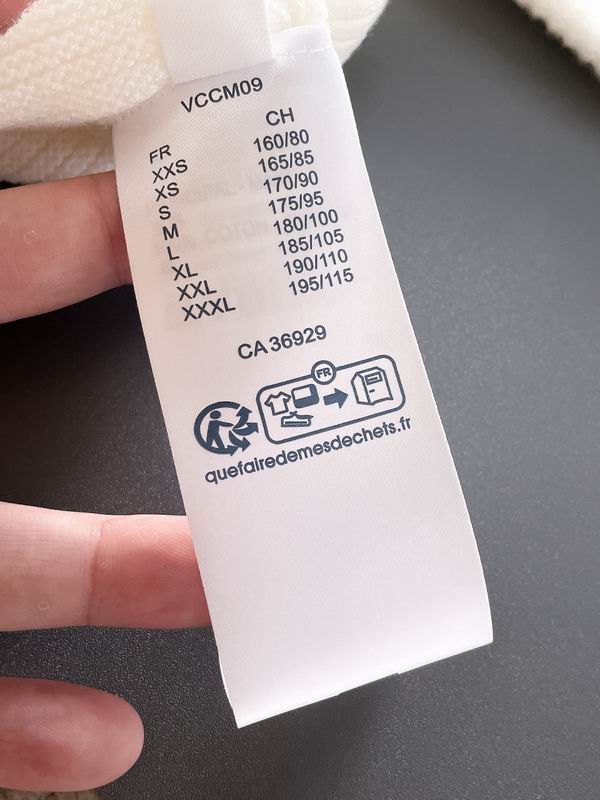 VCCM09
FR CH
XXS 160/80
XS 165/85
S 170/90
M 175/95
L 180/100
XL 185/105
XXL 190/110
XXXL 195/115
CA 36929
FR
quefairedemesdechets.fr